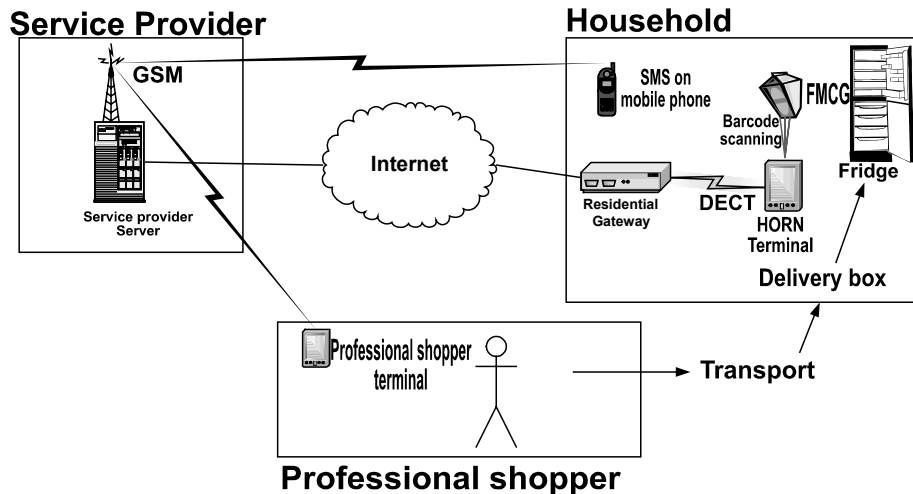 Service Provider
GSM
Service provider
Server
Internet
Household
SMS on
mobile phone
FMCG
Barcode
scanning
Fridge
Residential
Gateway
DECT
HORN
Terminal
Delivery box
Professional shopper
terminal
Transport
Professional shopper